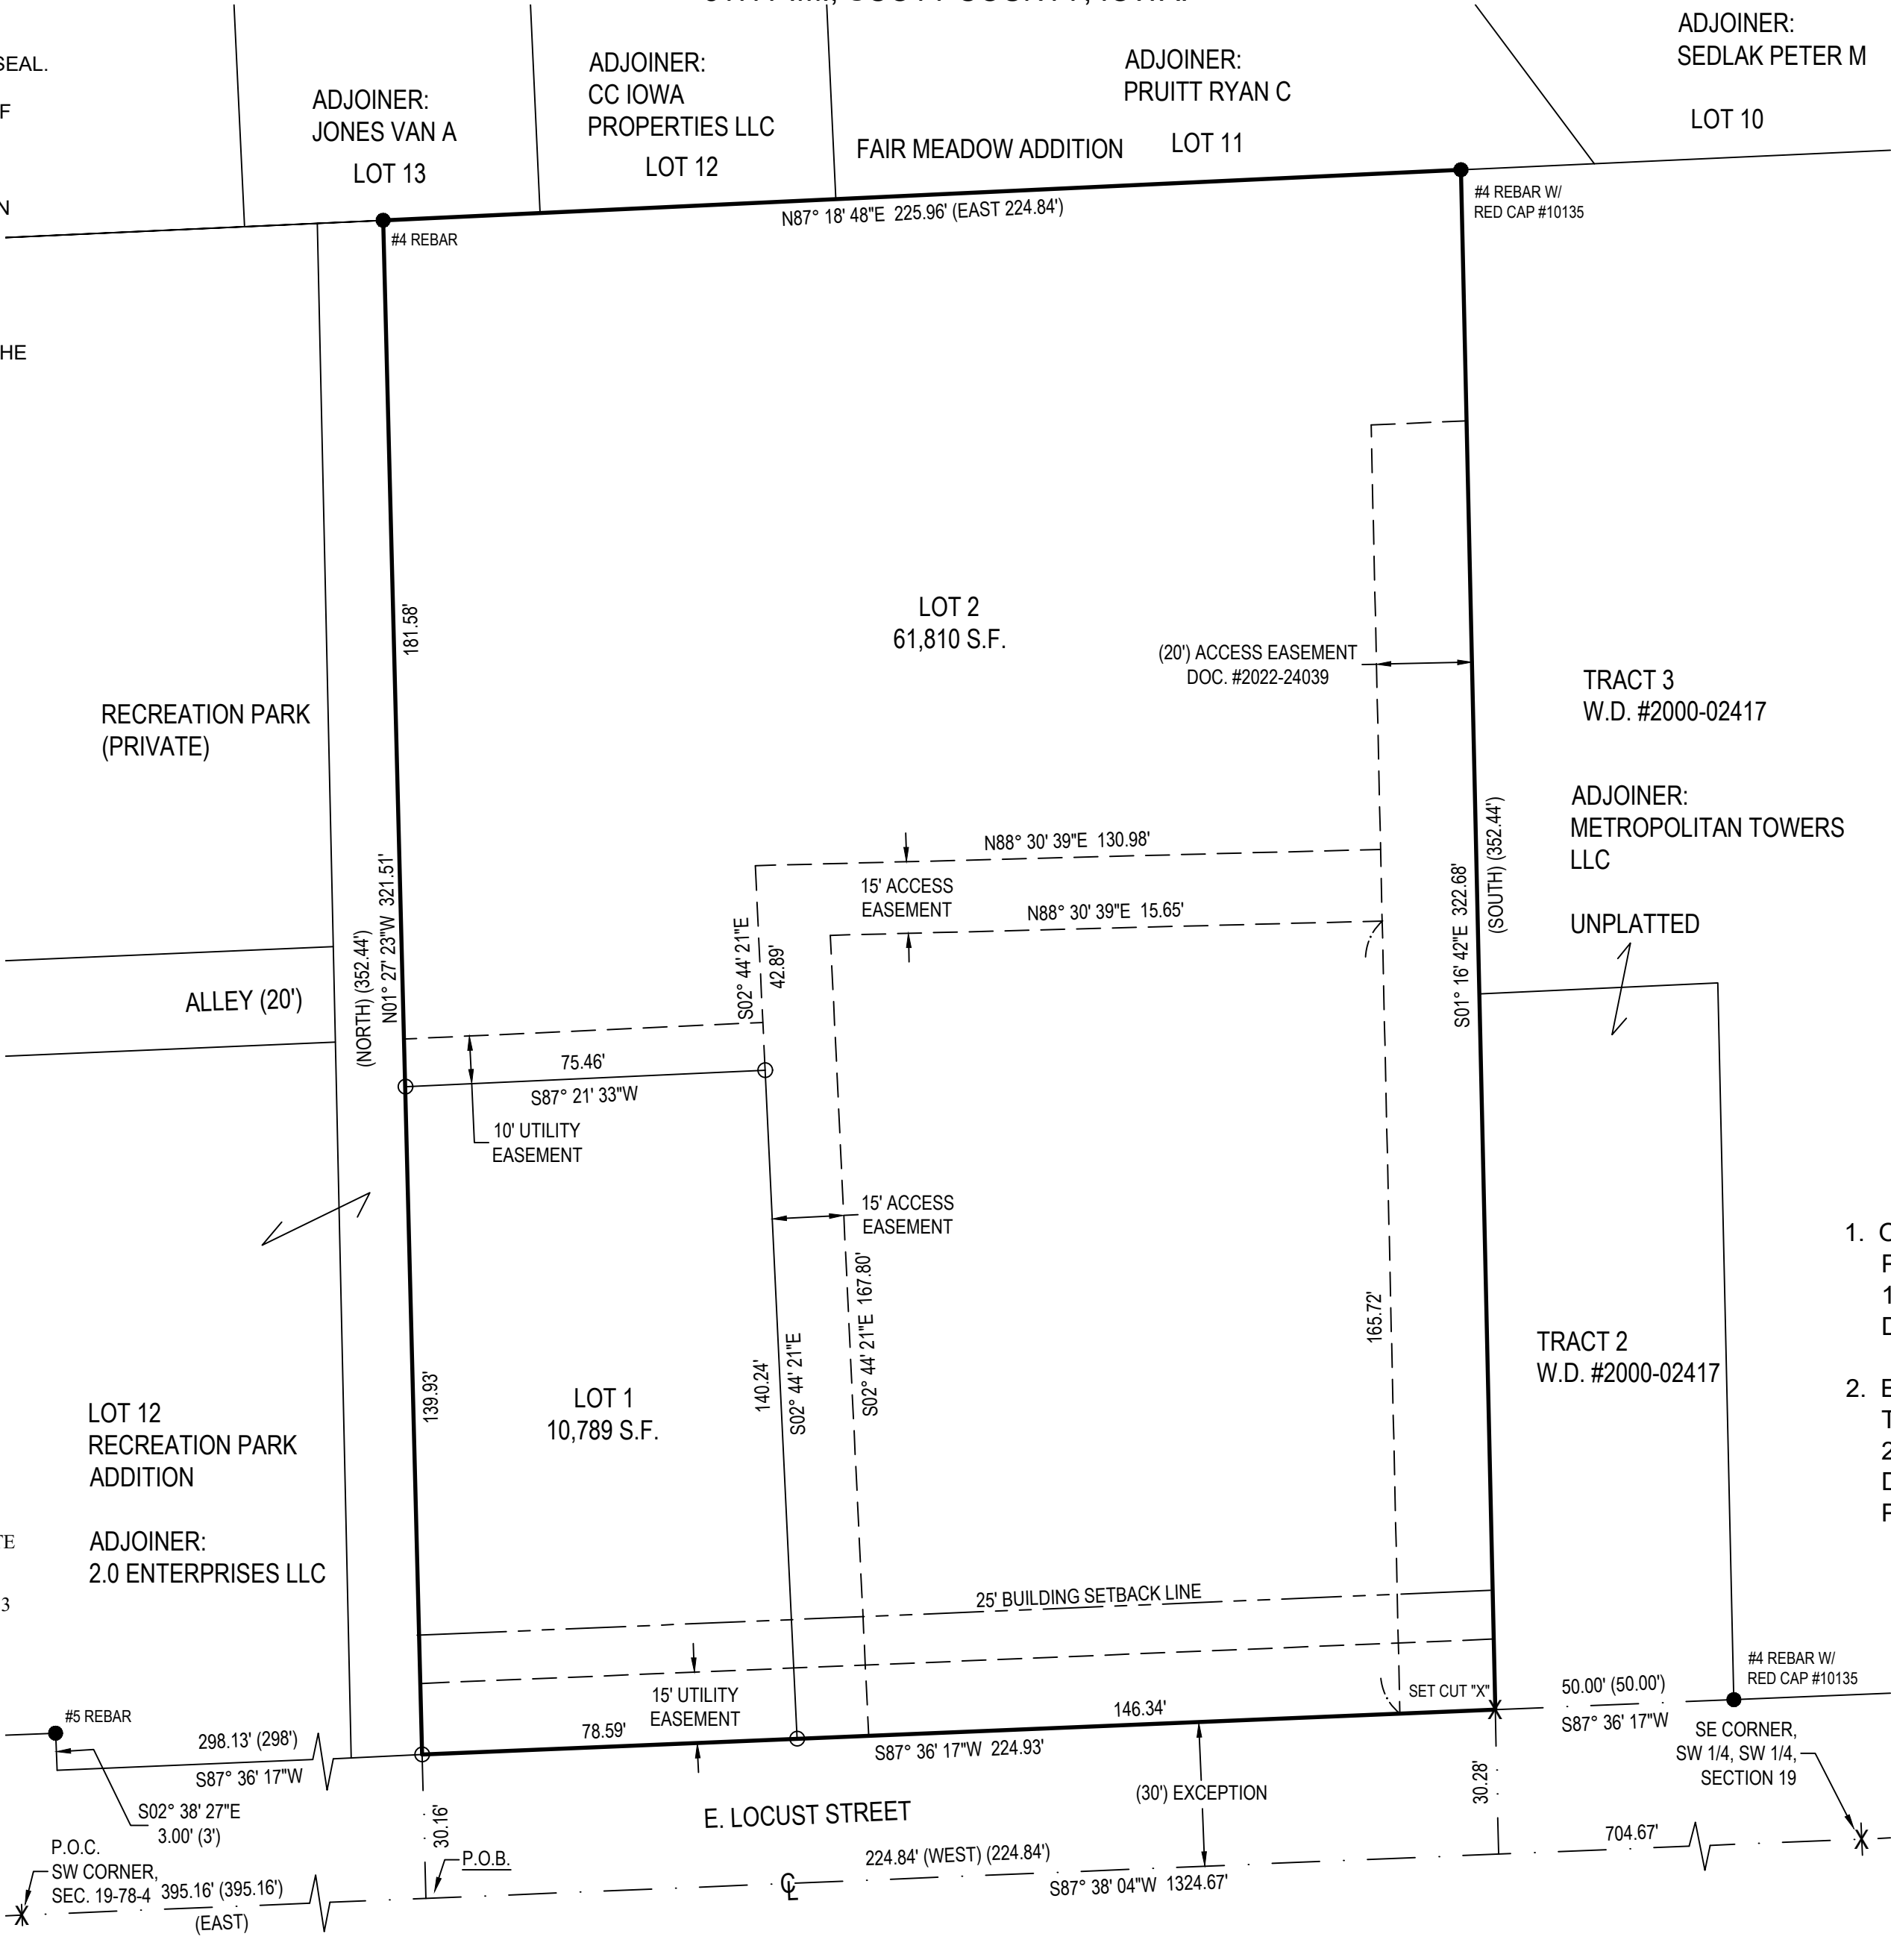 SEAL.
F
N
HE
TE
3
ADJOINER:
JONES VAN A
LOT 13
ADJOINER:
CC IOWA
PROPERTIES LLC
LOT 12
FAIR MEADOW ADDITION
ADJOINER:
PRUITT RYAN C
LOT 11
ADJOINER:
SEDLAK PETER M
LOT 10
#4 REBAR
N87° 18' 48"E 225.96' (EAST 224.84')
#4 REBAR W/
RED CAP #10135
181.58'
LOT 2
61,810 S.F.
(20') ACCESS EASEMENT
DOC. #2022-24039
TRACT 3
W.D. #2000-02417
RECREATION PARK
(PRIVATE)
ADJOINER:
METROPOLITAN TOWERS
LLC
UNPLATTED
(SOUTH) (352.44')
S01° 16' 42"E 322.68'
N88° 30' 39"E 130.98'
15' ACCESS
EASEMENT
N88° 30' 39"E 15.65'
S02° 44' 21"E
42.89'
(NORTH) (352.44')
N01° 27' 23"W 321.51'
ALLEY (20')
75.46'
S87° 21' 33"W
10' UTILITY
EASEMENT
15' ACCESS
EASEMENT
S02° 44' 21"E 167.80'
165.72'
140.24'
S02° 44' 21"E
139.93'
LOT 1
10,789 S.F.
TRACT 2
W.D. #2000-02417
LOT 12
RECREATION PARK
ADDITION
ADJOINER:
2.0 ENTERPRISES LLC
25' BUILDING SETBACK LINE
15' UTILITY
EASEMENT
SET CUT "X"
X
#4 REBAR W/
RED CAP #10135
50.00' (50.00')
S87° 36' 17"W
SE CORNER,
SW 1/4, SW 1/4,
SECTION 19
#5 REBAR
298.13' (298')
S87° 36' 17"W
S02° 38' 27"E
3.00' (3')
78.59'
146.34'
S87° 36' 17"W 224.93'
(30') EXCEPTION
30.28'
30.16'
E. LOCUST STREET
P.O.B.
P.O.C.
SW CORNER,
SEC. 19-78-4
395.16' (395.16')
(EAST)
X
224.84' (WEST) (224.84')
CL
S87° 38' 04"W 1324.67'
704.67'
X
1.
2.